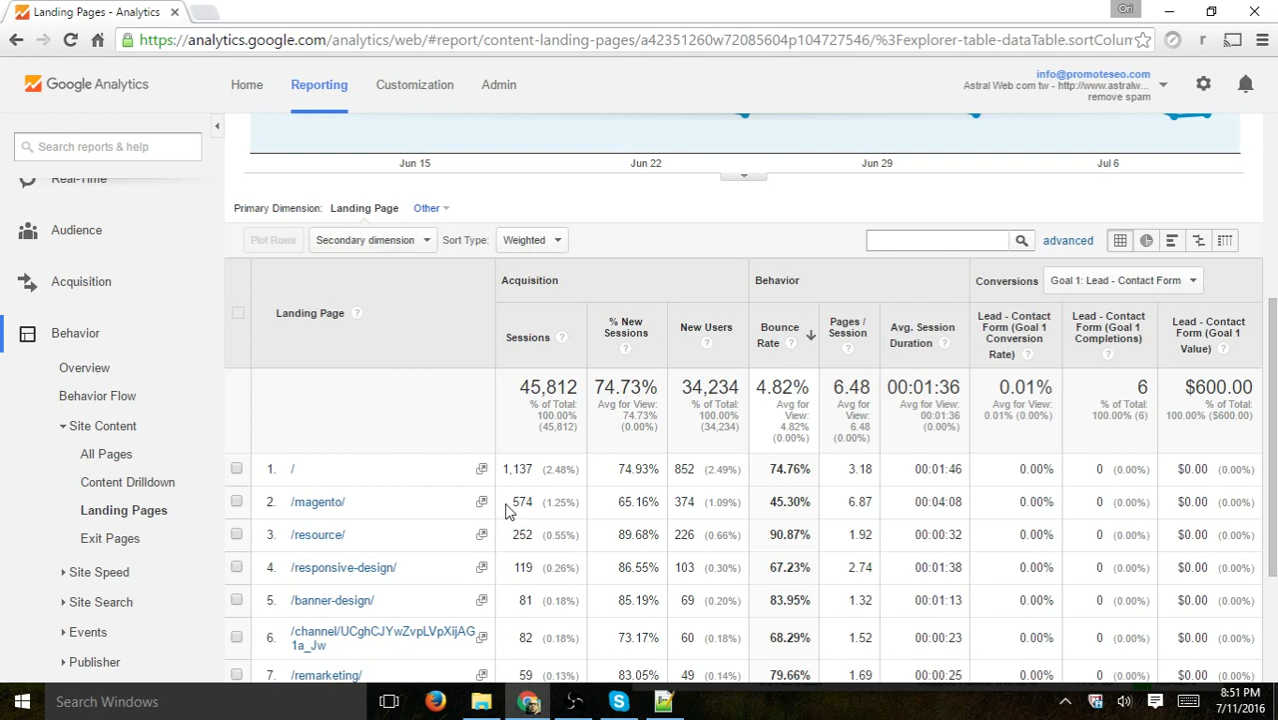 Landing Pages - Analytics
Ori
https://analytics.google.com/analytics/web/#report/content-landing-pages/a42351260w72085604p104727546/%3Fexplorer-table-dataTable.sortColum
Google Analytics
Home Reporting Customization Admin
info@promoteseo.com
Astral Web com tw - http://www.astralw...
remove spam
Search reports & help
Real-Time
Audience
Acquisition
Behavior
Overview
Behavior Flow
Site Content
All Pages
Content Drilldown
Landing Pages
Exit Pages
Site Speed
Site Search
Events
Publisher
Jun 15 Jun 22 Jun 29 Jul 6
Primary Dimension: Landing Page Other
Plot Rows Secondary dimension Sort Type: Weighted advanced
Acquisition Behavior Conversions Goal 1: Lead - Contact Form
Landing Page ?
Sessions ?
% New Sessions ?
New Users ?
Bounce Rate ?
Pages / Session ?
Avg. Session Duration ?
Lead - Contact Form (Goal 1 Conversion Rate) ?
Lead - Contact Form (Goal 1 Completions) ?
Lead - Contact Form (Goal 1 Value) ?
45,812 % of Total: 100.00% (45,812)
74.73% Avg for View: 74.73% (0.00%)
34,234 % of Total: 100.00% (34,234)
4.82% Avg for View: 4.82% (0.00%)
6.48 Avg for View: 6.48 (0.00%)
00:01:36 Avg for View: 00:01:36 (0.00%)
0.01% Avg for View: 0.01% (0.00%)
6 % of Total: 100.00% (6)
$600.00 % of Total: 100.00% ($600.00)
1. / 1,137 (2.48%) 74.93% 852 (2.49%) 74.76% 3.18 00:01:46 0.00% 0 (0.00%) $0.00 (0.00%)
2. /magento/ 574 (1.25%) 65.16% 374 (1.09%) 45.30% 6.87 00:04:08 0.00% 0 (0.00%) $0.00 (0.00%)
3. /resource/ 252 (0.55%) 89.68% 226 (0.66%) 90.87% 1.92 00:00:32 0.00% 0 (0.00%) $0.00 (0.00%)
4. /responsive-design/ 119 (0.26%) 86.55% 103 (0.30%) 67.23% 2.74 00:01:38 0.00% 0 (0.00%) $0.00 (0.00%)
5. /banner-design/ 81 (0.18%) 85.19% 69 (0.20%) 83.95% 1.32 00:01:13 0.00% 0 (0.00%) $0.00 (0.00%)
6. /channel/UCghCJYwZvpLVpXijAG
1a_Jw 82 (0.18%) 73.17% 60 (0.18%) 68.29% 1.52 00:00:23 0.00% 0 (0.00%) $0.00 (0.00%)
7. /remarketing/ 59 (0.13%) 83.05% 49 (0.14%) 79.66% 1.69 00:00:25 0.00% 0 (0.00%) $0.00 (0.00%)
Search Windows
8:51 PM
7/11/2016